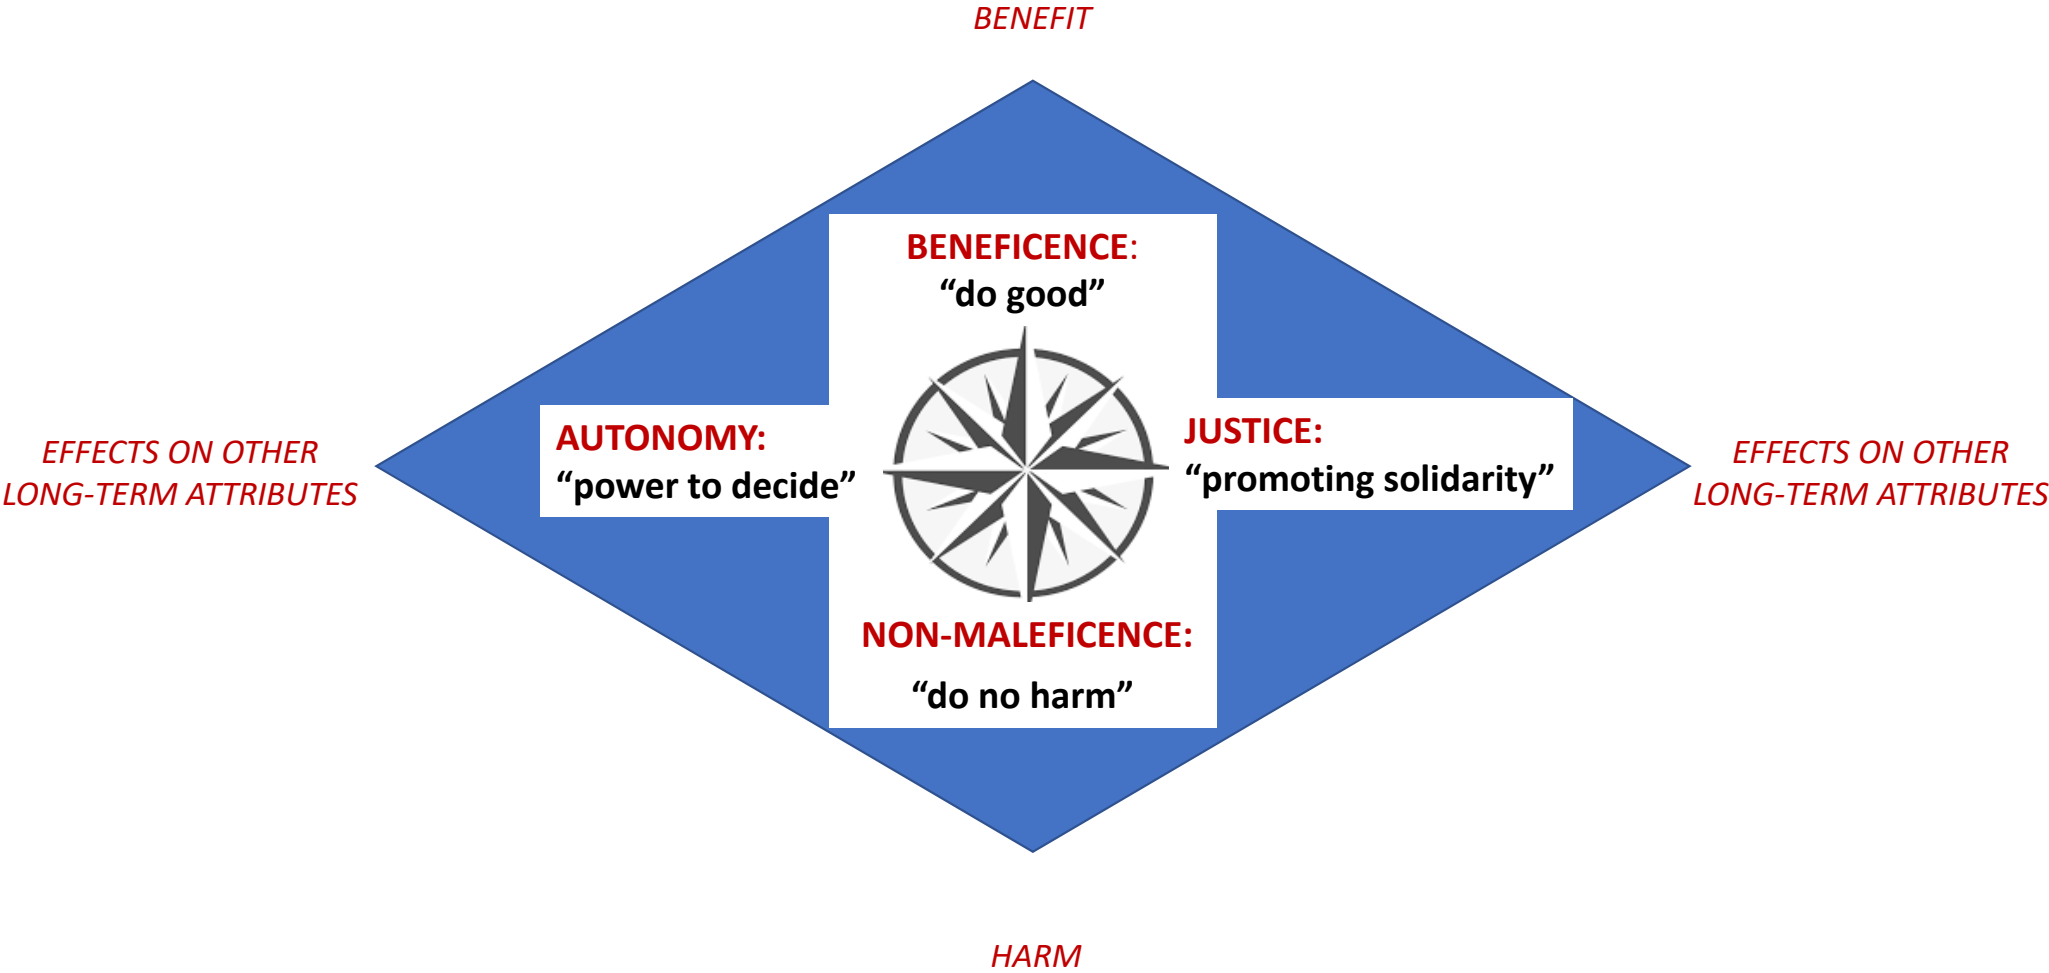 BENEFIT
BENEFICENCE:
“do good”
EFFECTS ON OTHER
LONG-TERM ATTRIBUTES
AUTONOMY:
“power to decide”
JUSTICE:
“promoting solidarity”
EFFECTS ON OTHER
LONG-TERM ATTRIBUTES
NON-MALEFICENCE:
“do no harm”
HARM